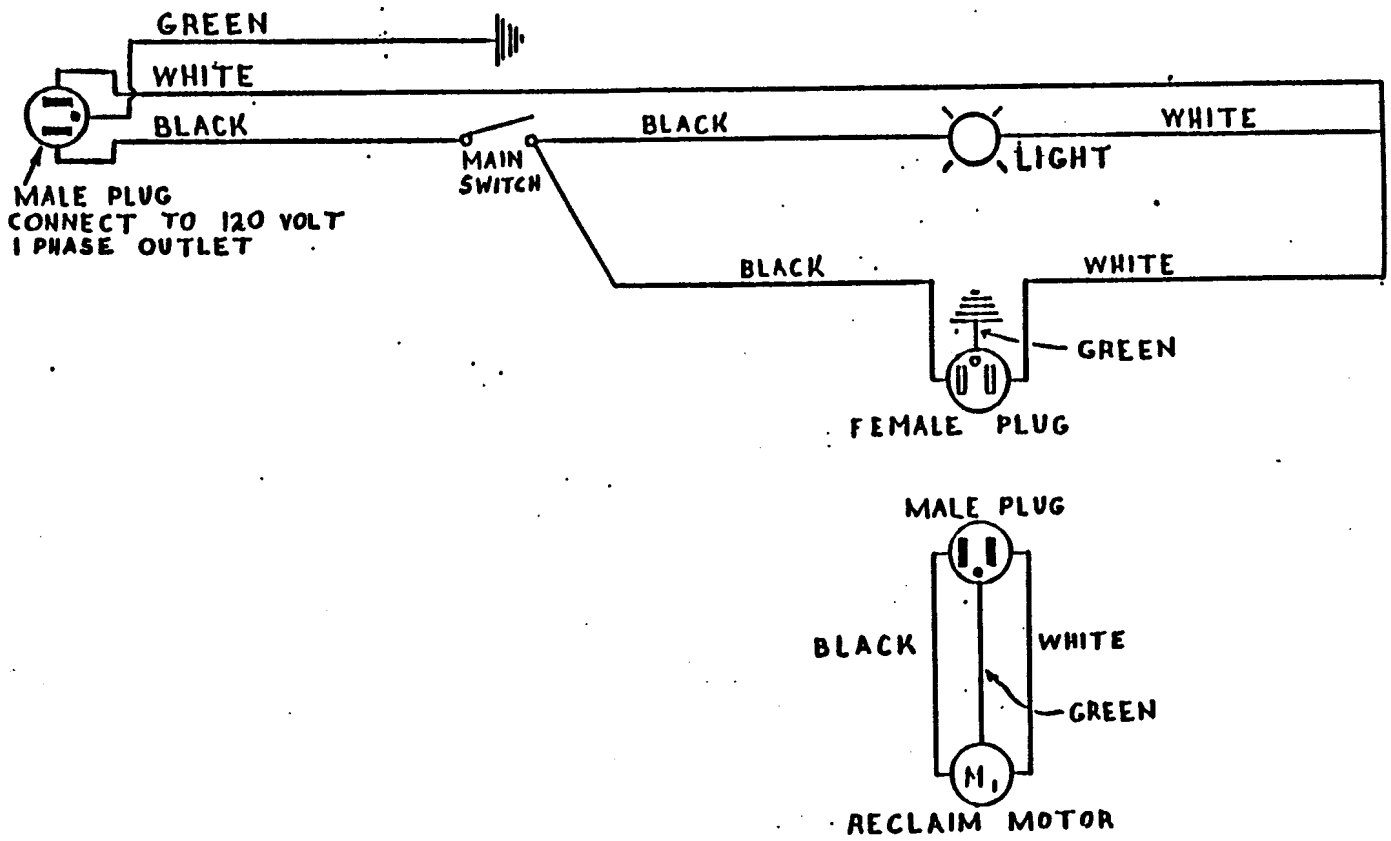 GREEN
WHITE
BLACK
MAIN
SWITCH
BLACK
LIGHT
WHITE
MALE PLUG
CONNECT TO 120 VOLT
1 PHASE OUTLET
BLACK
WHITE
GREEN
FEMALE PLUG
MALE PLUG
BLACK
WHITE
GREEN
M1
RECLAIM MOTOR